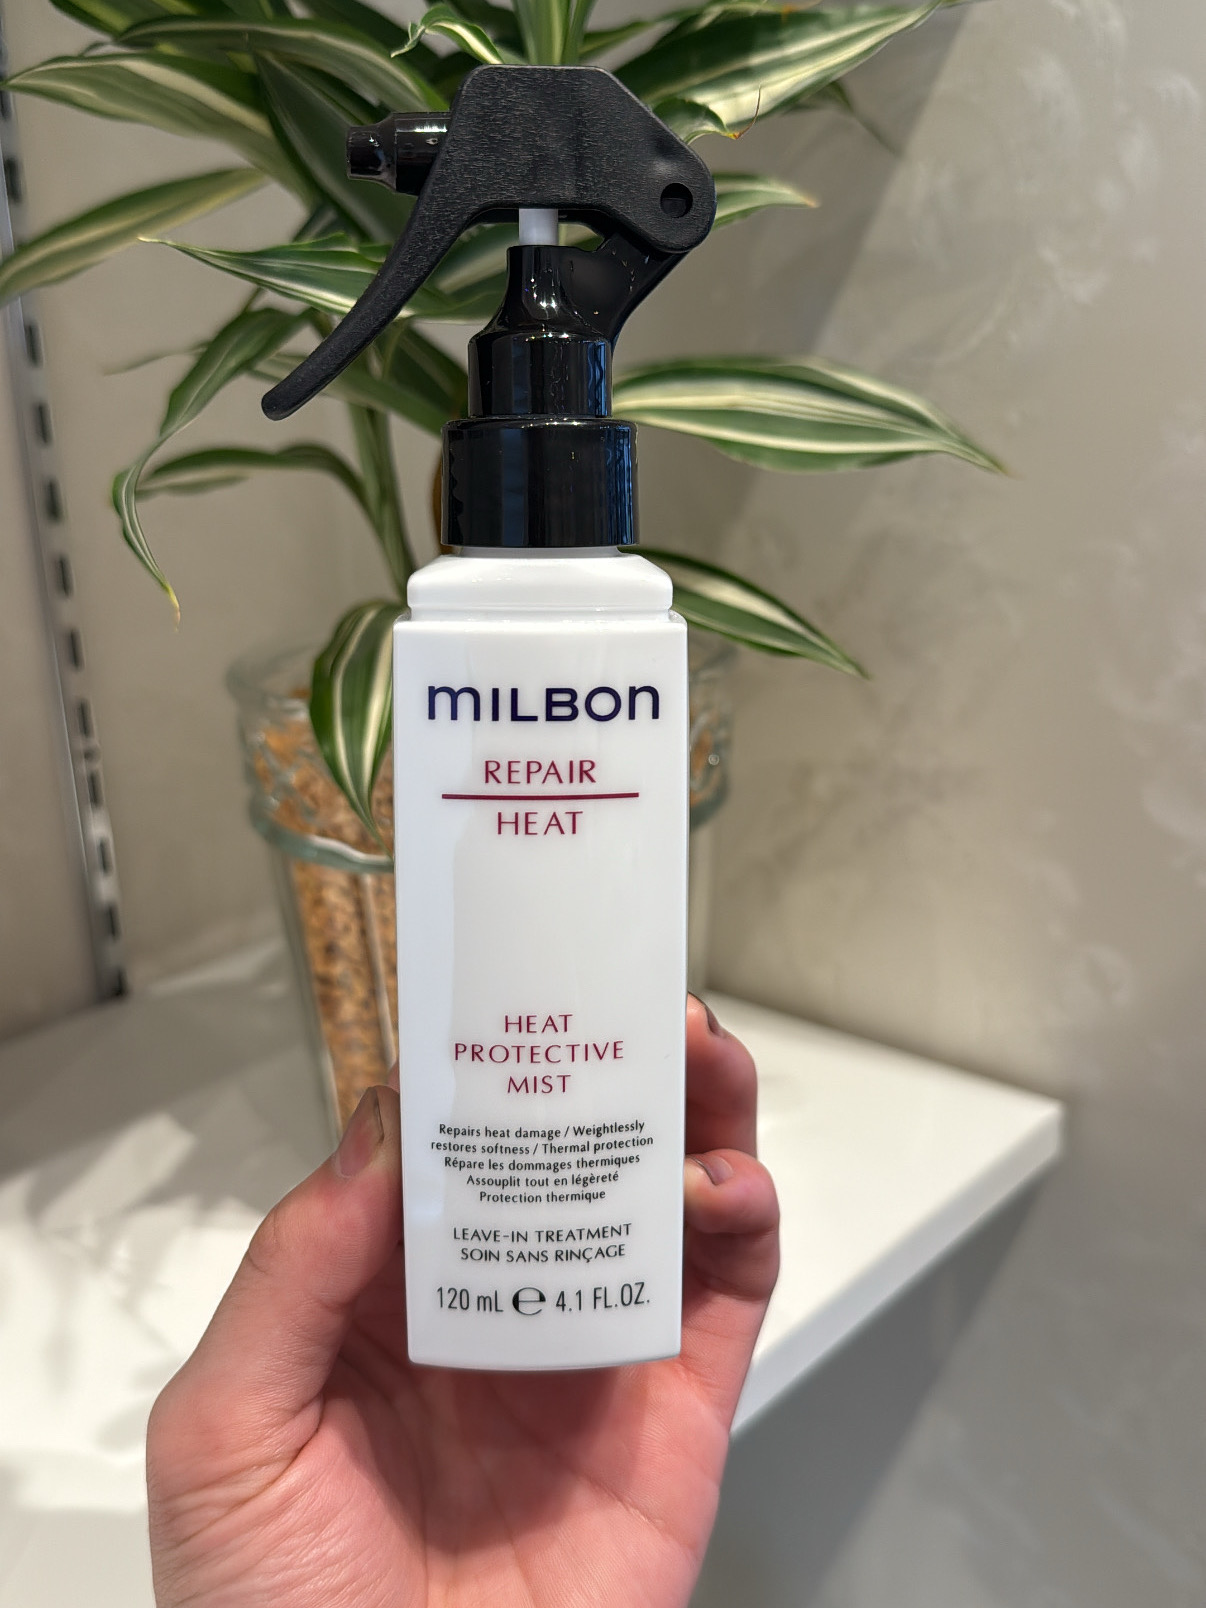 MILBON
REPAIR
HEAT
HEAT
PROTECTIVE
MIST
Repairs heat damage / Weightlessly
restores softness / Thermal protection
Répare les dommages thermiques
Assouplit tout en légèreté
Protection thermique
LEAVE-IN TREATMENT
SOIN SANS RINÇAGE
120 mL ℮ 4.1 FL.OZ.